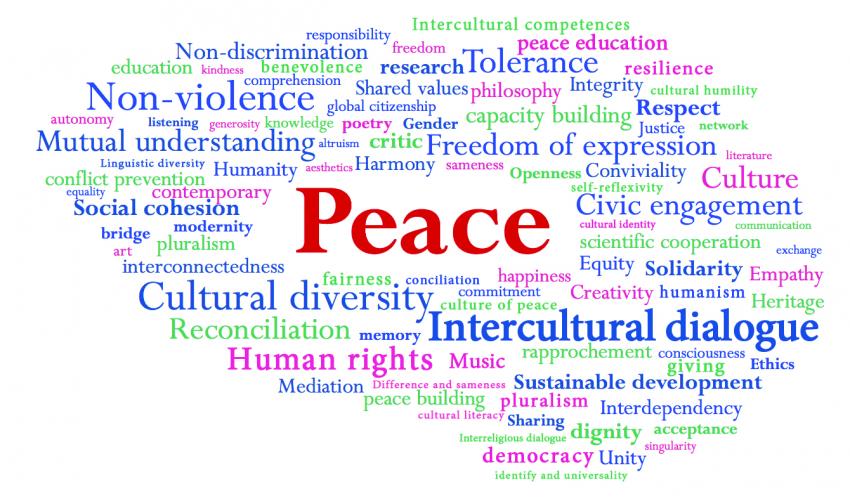 Intercultural competences
responsibility
Non-discrimination
freedom
peace education
education
kindness
benevolence
research
Tolerance
resilience
comprehension
Non-violence
Shared values
philosophy
Integrity
cultural humility
global citizenship
autonomy
listening
generosity
knowledge
poetry
Gender
capacity building
Respect
Justice
network
Mutual understanding
altruism
critic
Freedom of expression
literature
Linguistic diversity
Humanity
aesthetics
Harmony
sameness
Openness
Conviviality
conflict prevention
contemporary
self-reflexivity
Culture
equality
Social cohesion
Peace
Civic engagement
bridge
modernity
cultural identity
communication
art
pluralism
scientific cooperation
exchange
interconnectedness
fairness
conciliation
happiness
Equity
Solidarity
Empathy
Cultural diversity
commitment
culture of peace
Creativity
humanism
Heritage
Reconciliation
memory
Intercultural dialogue
Human rights
Music
rapprochement
consciousness
giving
Ethics
Mediation
Difference and sameness
Sustainable development
peace building
pluralism
Interdependency
cultural literacy
Sharing
Interreligious dialogue
dignity
acceptance
singularity
democracy
Unity
identify and universality